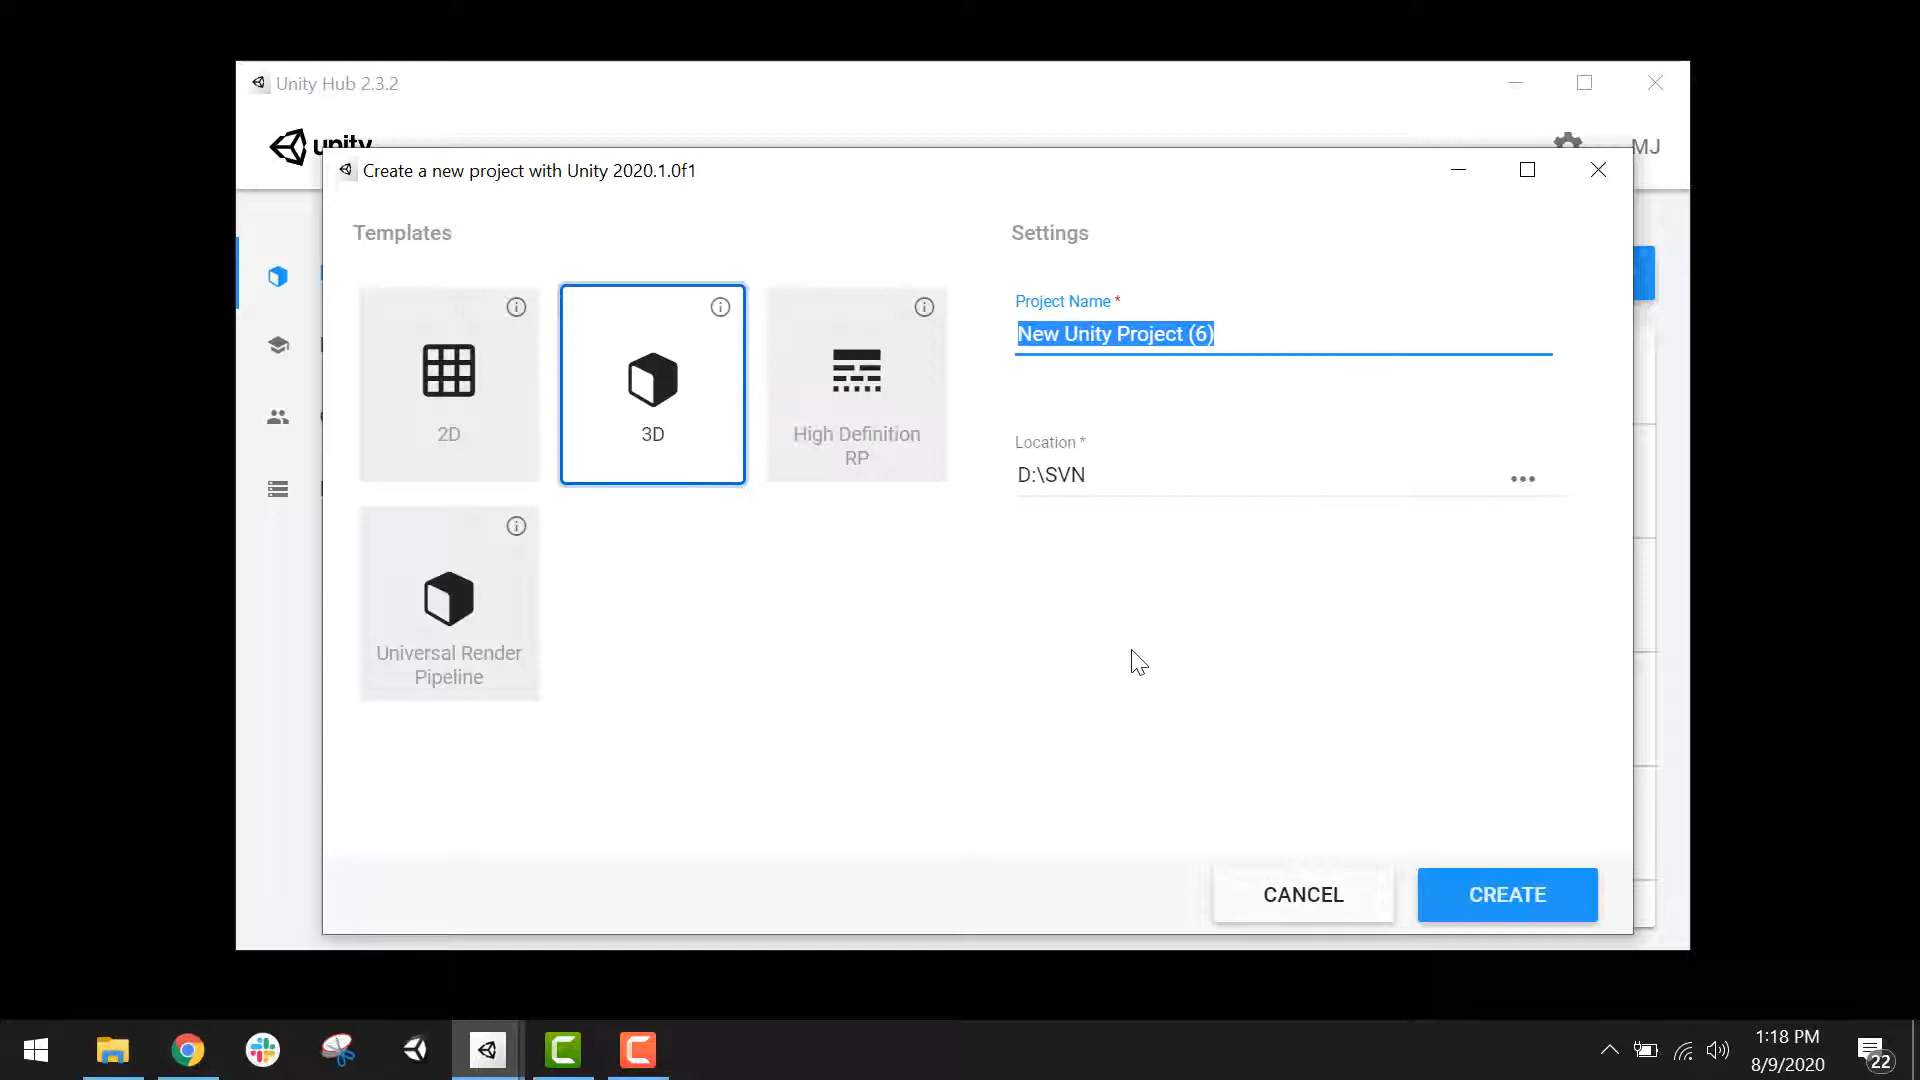 Unity Hub 2.3.2
unity
MJ
Create a new project with Unity 2020.1.0f1
Templates
Settings
2D
3D
High Definition
RP
Universal Render
Pipeline
Project Name *
New Unity Project (6)
Location *
D:\SVN
CANCEL
CREATE
1:18 PM
8/9/2020
22